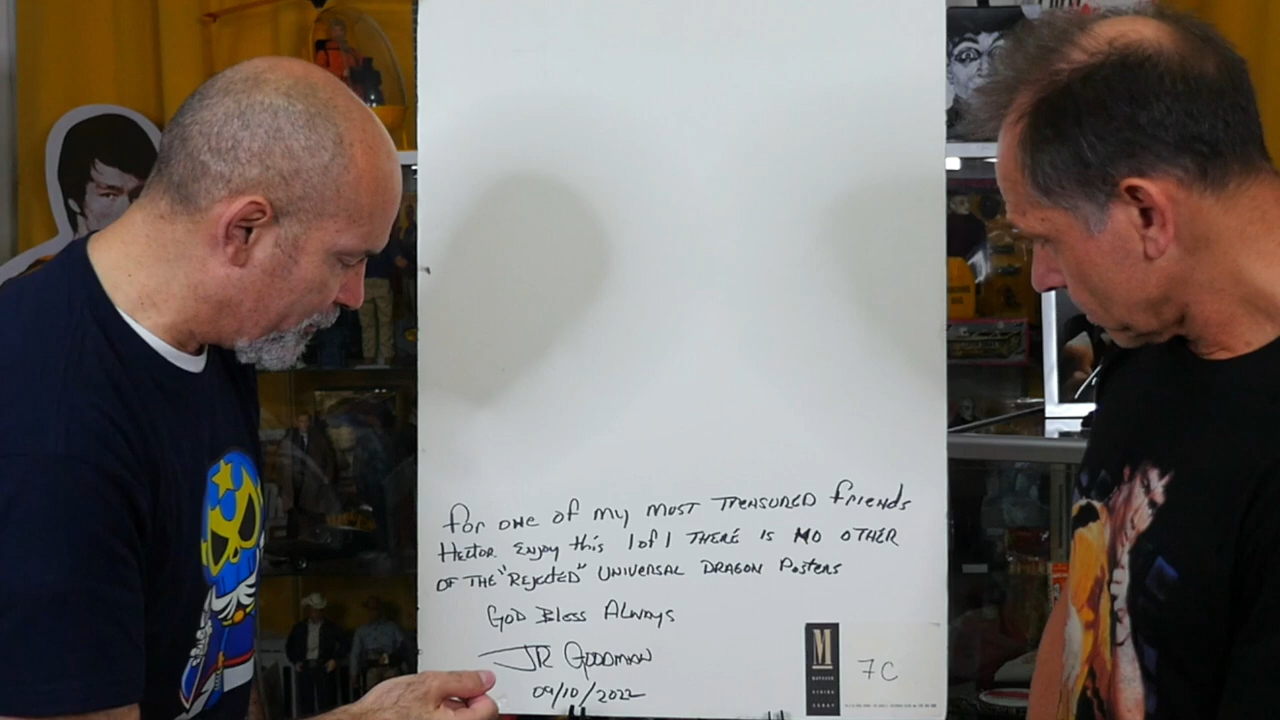 For one of my most Treasured friends
Hector. Enjoy this 1 of 1 There is no other
of the "Rejected" Universal Dragon Posters
God Bless Always
JR Goodman
09/10/2022
M
7C